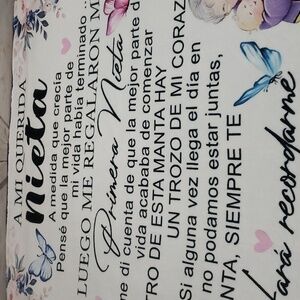 A MI QUERIDA
Nieta
A medida que crecía
Pensé que la mejor parte de
mi vida había terminado.
LUEGO ME REGALARON MI
Primera Nieta
me di cuenta de que la mejor parte de
vida acababa de comenzar
TRO DE ESTA MANTA HAY
UN TROZO DE MI CORAZ
Si alguna vez llega el día en
no podamos estar juntas,
NTA, SIEMPRE TE
hará recordarme